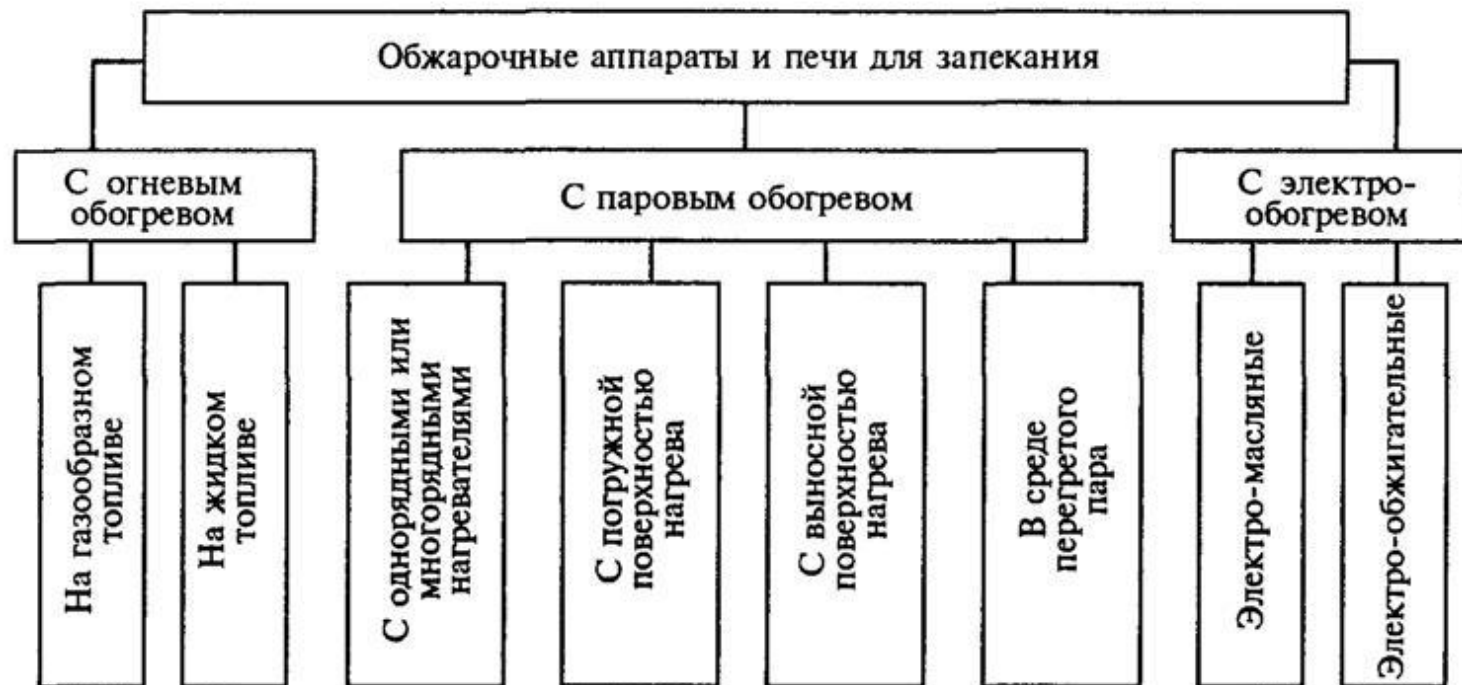 Обжарочные аппараты и печи для запекания
С огневым
обогревом
С паровым обогревом
С электро-
обогревом
На газообразном
топливе
На жидком
топливе
С однорядными или
многорядными
нагревателями
С погружной
поверхностью
нагрева
С выносной
поверхностью
нагрева
В среде
перегретого
пара
Электро-масляные
Электро-обжигательные